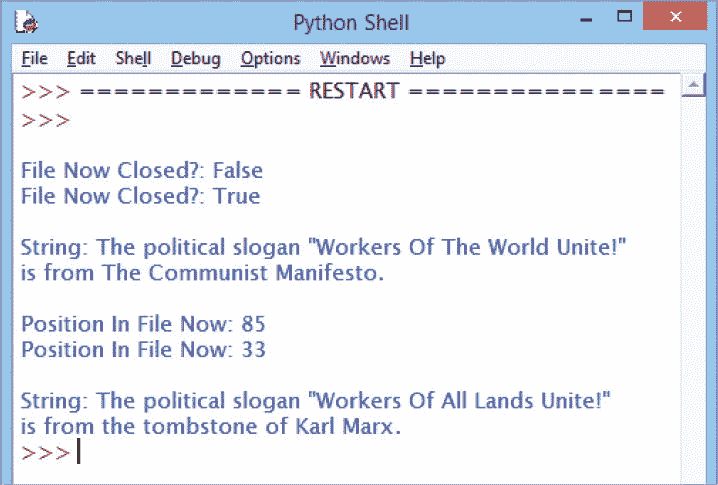 Python Shell
File Edit Shell Debug Options Windows Help
>>> ============= RESTART ===============
>>>
File Now Closed?: False
File Now Closed?: True
String: The political slogan "Workers Of The World Unite!"
is from The Communist Manifesto.
Position In File Now: 85
Position In File Now: 33
String: The political slogan "Workers Of All Lands Unite!"
is from the tombstone of Karl Marx.
>>>